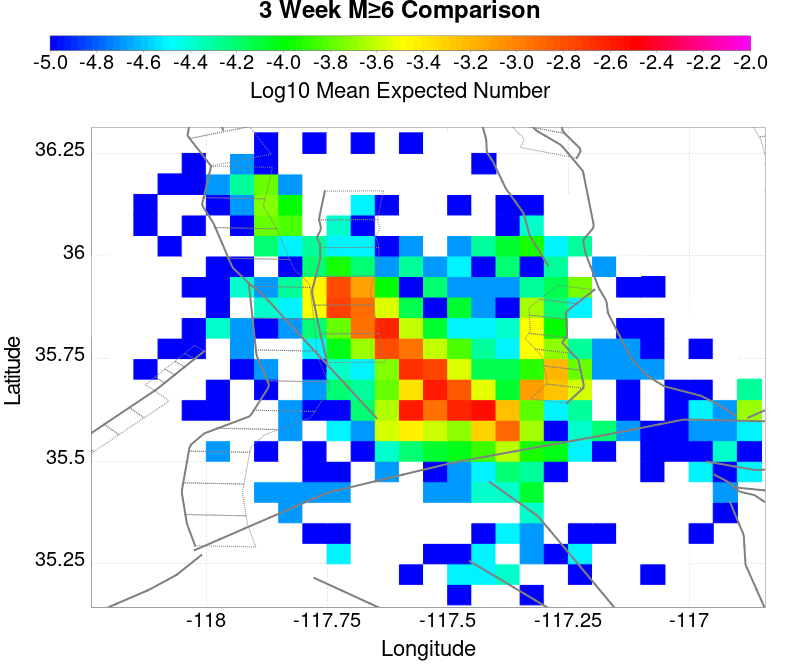 3 Week M≥6 Comparison
-5.0 -4.8 -4.6 -4.4 -4.2 -4.0 -3.8 -3.6 -3.4 -3.2 -3.0 -2.8 -2.6 -2.4 -2.2 -2.0
Log10 Mean Expected Number
36.25
36
35.75
35.5
35.25
Latitude
-118 -117.75 -117.5 -117.25 -117
Longitude